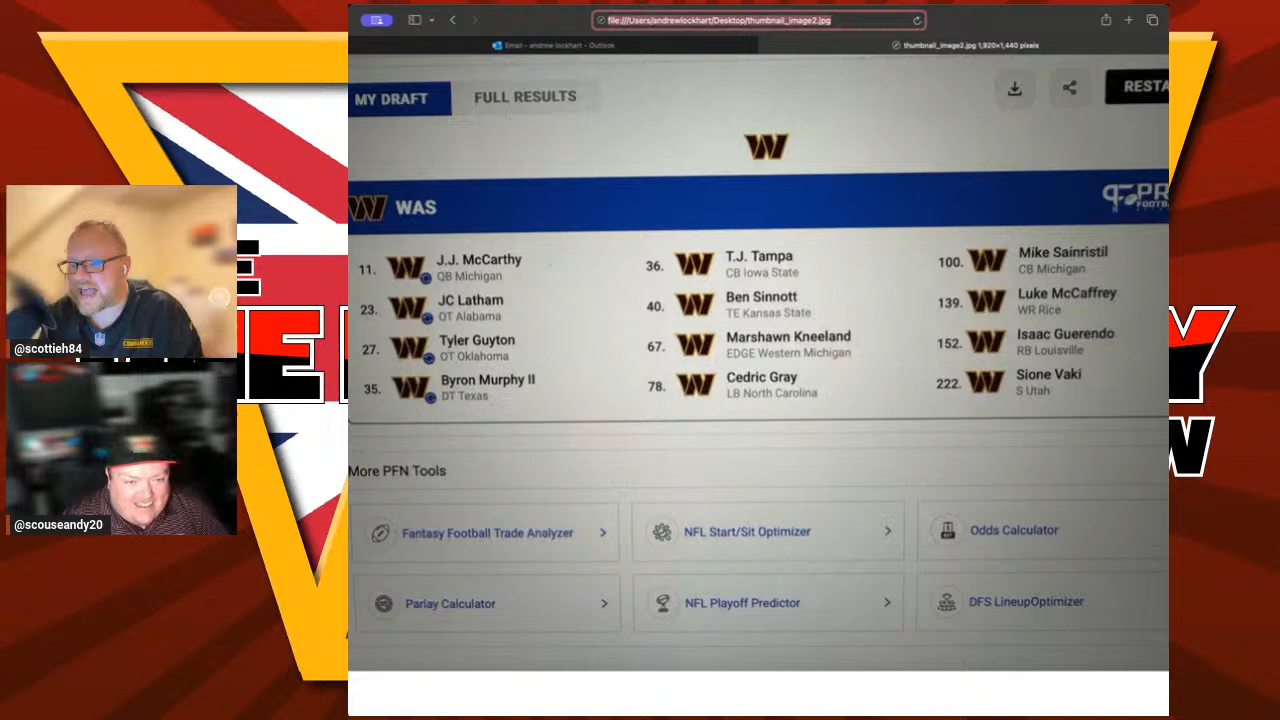 file:///Users/andrewlockhart/Desktop/thumbnail_image2.jpg
Email - andrew lockhart - Outlook
thumbnail_image2.jpg 1,920×1,440 pixels
MY DRAFT
FULL RESULTS
RESTA
W
W WAS
PRO
FOOTB
11. W J.J. McCarthy
QB Michigan
23. W JC Latham
OT Alabama
27. W Tyler Guyton
OT Oklahoma
35. W Byron Murphy II
DT Texas
36. W T.J. Tampa
CB Iowa State
40. W Ben Sinnott
TE Kansas State
67. W Marshawn Kneeland
EDGE Western Michigan
78. W Cedric Gray
LB North Carolina
100. W Mike Sainristil
CB Michigan
139. W Luke McCaffrey
WR Rice
152. W Isaac Guerendo
RB Louisville
222. W Sione Vaki
S Utah
More PFN Tools
Fantasy Football Trade Analyzer
NFL Start/Sit Optimizer
Odds Calculator
Parlay Calculator
NFL Playoff Predictor
DFS LineupOptimizer
@scottieh84
COMMANDERS
@scouseandy20